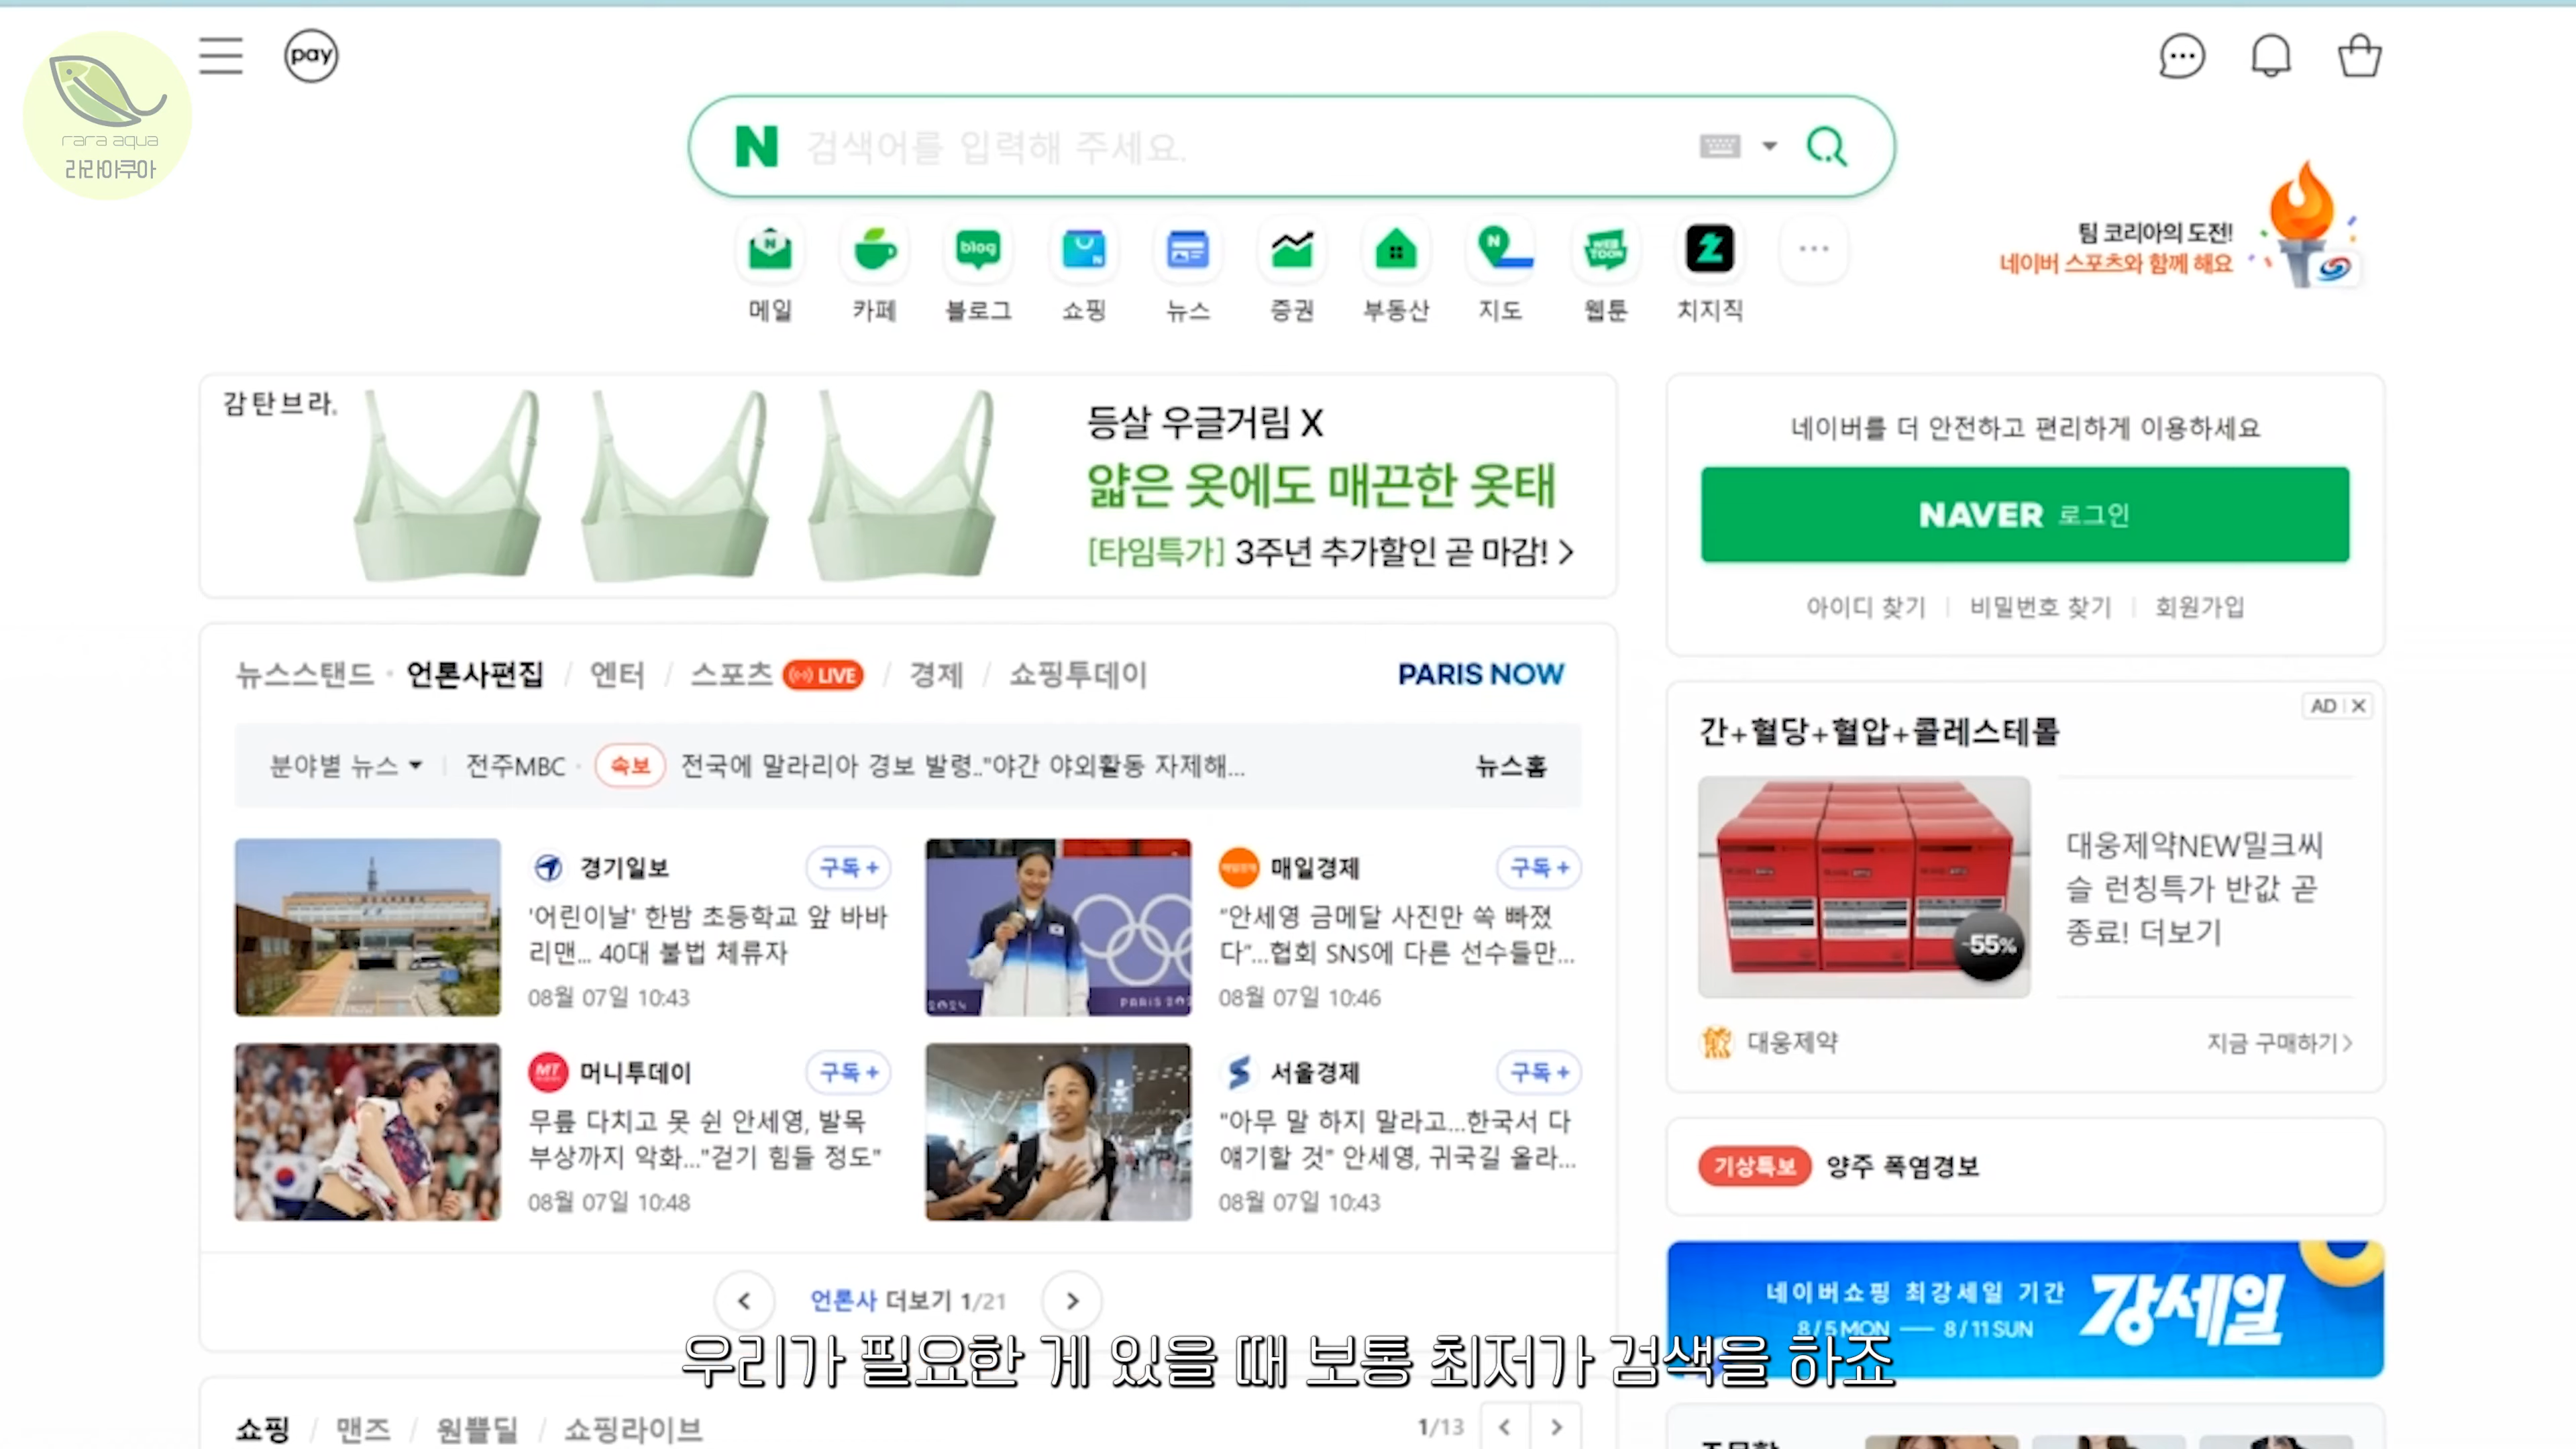 pay
rara aqua
라라아쿠아
N 검색어를 입력해 주세요.
팀 코리아의 도전!
네이버 스포츠와 함께 해요
메일 카페 블로그 쇼핑 뉴스 증권 부동산 지도 웹툰 치지직
감탄브라.
등살 우글거림 X
얇은 옷에도 매끈한 옷태
[타임특가] 3주년 추가할인 곧 마감! >
네이버를 더 안전하고 편리하게 이용하세요
NAVER 로그인
아이디 찾기 | 비밀번호 찾기 | 회원가입
뉴스스탠드 · 언론사편집 / 엔터 / 스포츠 LIVE / 경제 / 쇼핑투데이 PARIS NOW
분야별 뉴스 | 전주MBC · 속보 전국에 말라리아 경보 발령.."야간 야외활동 자제해... 뉴스홈
경기일보 구독 +
'어린이날' 한밤 초등학교 앞 바바
리맨... 40대 불법 체류자
08월 07일 10:43
매일경제 구독 +
“안세영 금메달 사진만 쏙 빠졌
다”...협회 SNS에 다른 선수들만...
08월 07일 10:46
머니투데이 구독 +
무릎 다치고 못 쉰 안세영, 발목
부상까지 악화..."걷기 힘들 정도"
08월 07일 10:48
서울경제 구독 +
"아무 말 하지 말라고...한국서 다
얘기할 것" 안세영, 귀국길 올라...
08월 07일 10:43
언론사 더보기 1/21
AD
간+혈당+혈압+콜레스테롤
-55%
대웅제약NEW밀크씨
슬 런칭특가 반값 곧
종료! 더보기
대웅제약
지금 구매하기 >
기상특보 양주 폭염경보
네이버쇼핑 최강세일 기간
8/5 MON — 8/11 SUN
강세일
우리가 필요한 게 있을 때 보통 최저가 검색을 하죠
쇼핑 / 맨즈 / 원쁠딜 / 쇼핑라이브 1/13